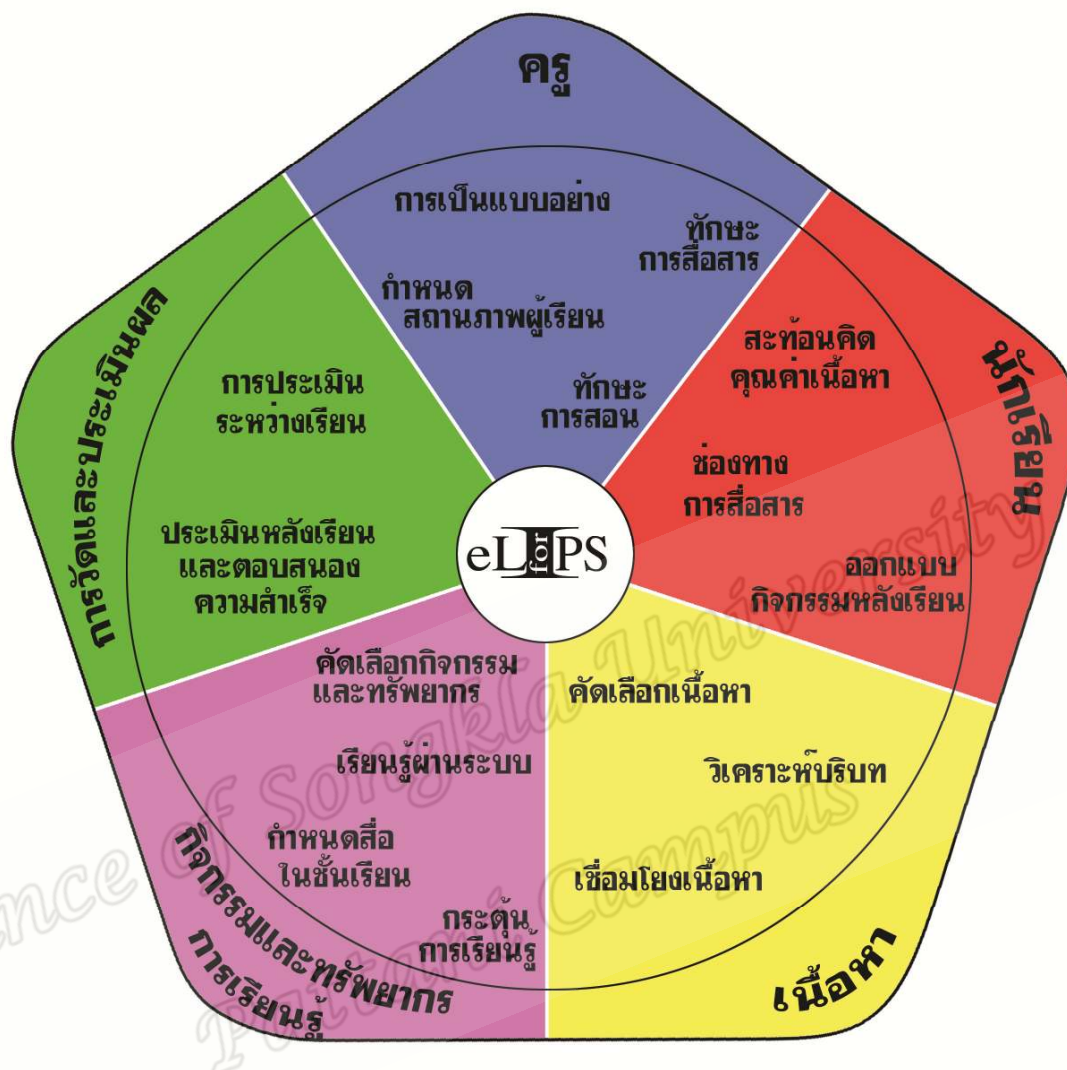 ครู
การเป็นแบบอย่าง
ทักษะ
การสื่อสาร
กำหนด
สถานภาพผู้เรียน
ทักษะ
การสอน
นักเรียน
สะท้อนคิด
คุณค่าเนื้อหา
ช่องทาง
การสื่อสาร
ออกแบบ
กิจกรรมหลังเรียน
เนื้อหา
คัดเลือกเนื้อหา
วิเคราะห์บริบท
เชื่อมโยงเนื้อหา
กิจกรรมและทรัพยากร
การเรียนรู้
คัดเลือกกิจกรรม
และทรัพยากร
เรียนรู้ผ่านระบบ
กำหนดสื่อ
ในชั้นเรียน
กระตุ้น
การเรียนรู้
การวัดและประเมินผล
การประเมิน
ระหว่างเรียน
ประเมินหลังเรียน
และตอบสนอง
ความสำเร็จ
eL for PS
nce of Songkla University
Pattani Campus